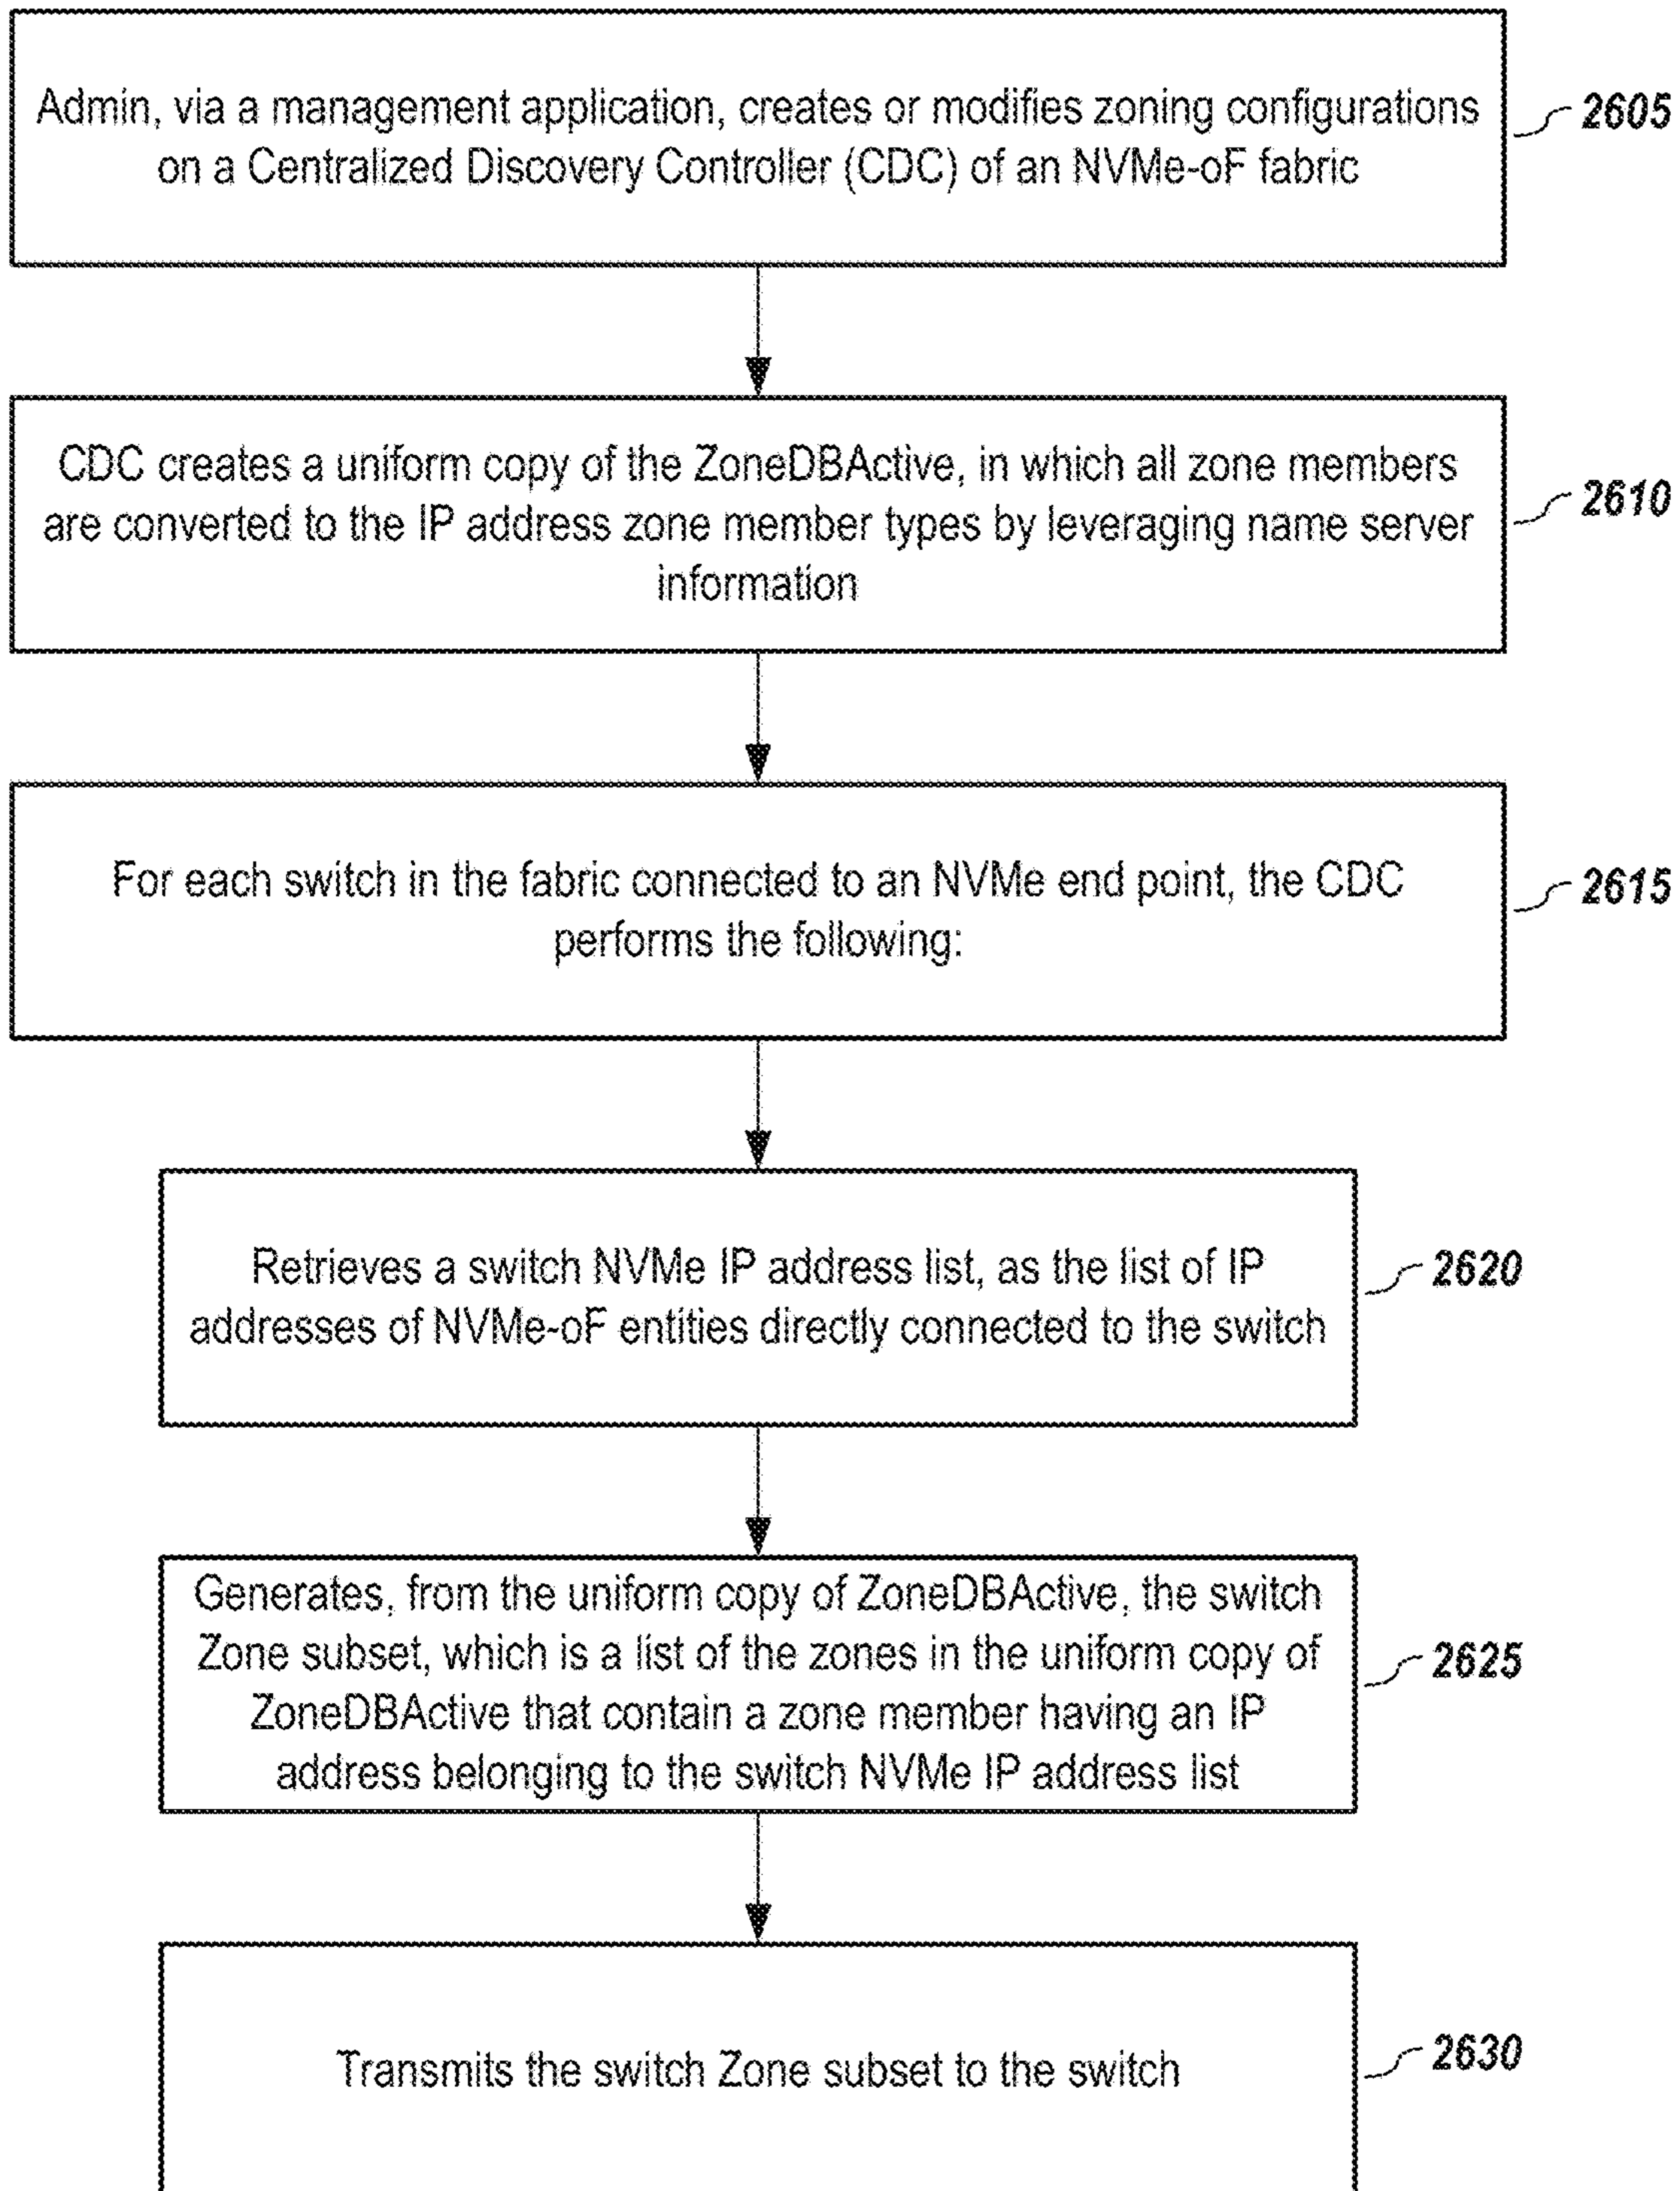 Admin, via a management application, creates or modifies zoning configurations
on a Centralized Discovery Controller (CDC) of an NVMe-oF fabric
2605
CDC creates a uniform copy of the ZoneDBActive, in which all zone members
are converted to the IP address zone member types by leveraging name server
information
2610
For each switch in the fabric connected to an NVMe end point, the CDC
performs the following:
2615
Retrieves a switch NVMe IP address list, as the list of IP
addresses of NVMe-oF entities directly connected to the switch
2620
Generates, from the uniform copy of ZoneDBActive, the switch
Zone subset, which is a list of the zones in the uniform copy of
ZoneDBActive that contain a zone member having an IP
address belonging to the switch NVMe IP address list
2625
Transmits the switch Zone subset to the switch
2630